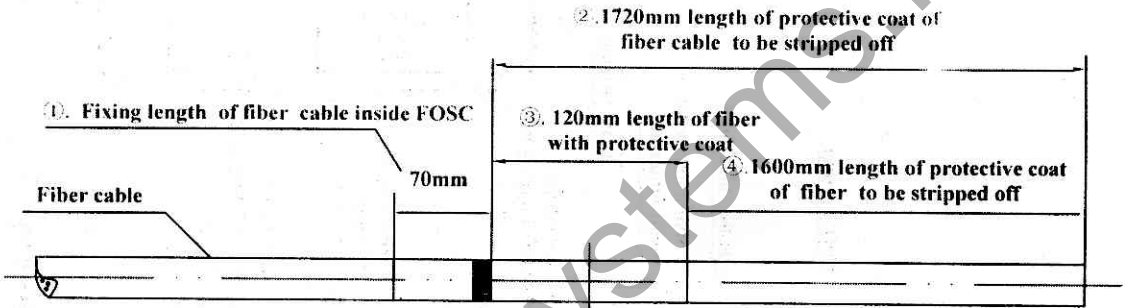 ②.1720mm length of protective coat of
fiber cable to be stripped off
①. Fixing length of fiber cable inside FOSC
③. 120mm length of fiber
with protective coat
④.1600mm length of protective coat
of fiber to be stripped off
70mm
Fiber cable
ystems.